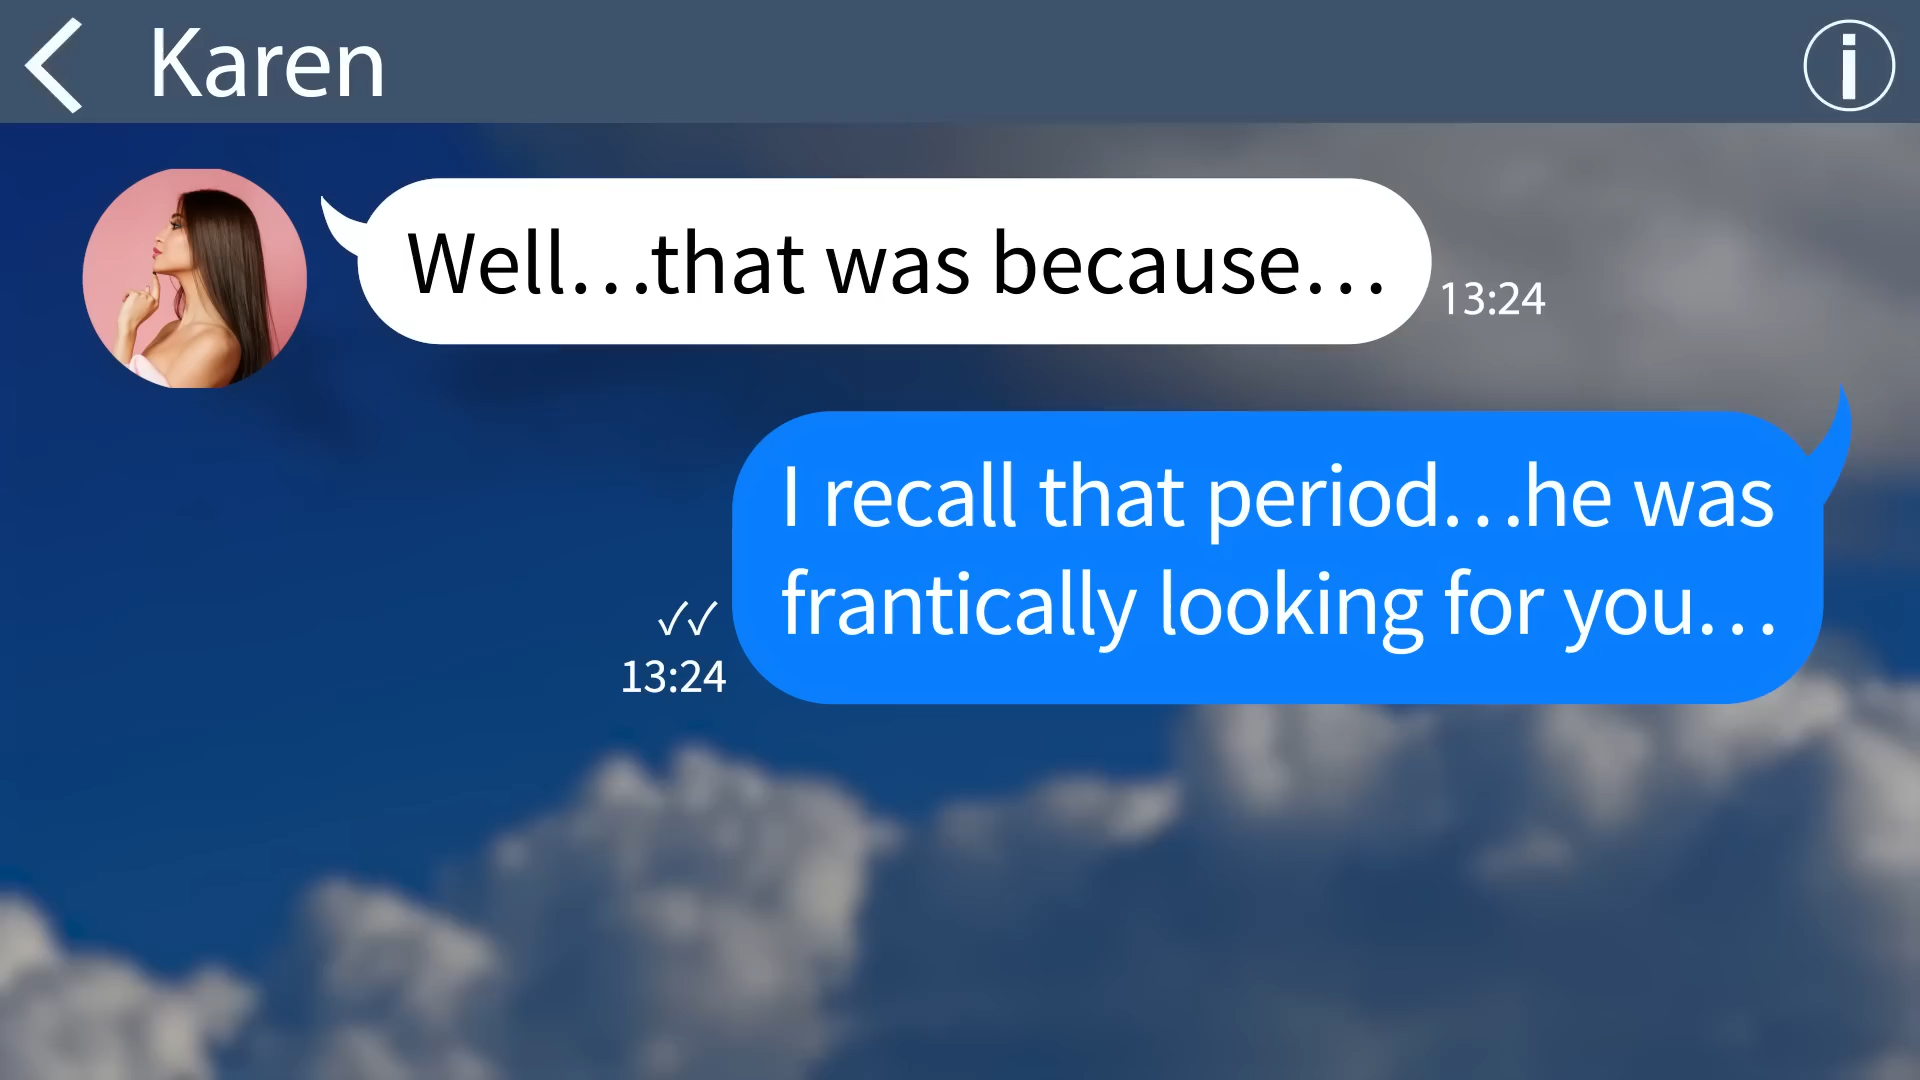 Karen
Well…that was because…
13:24
I recall that period…he was
frantically looking for you…
13:24